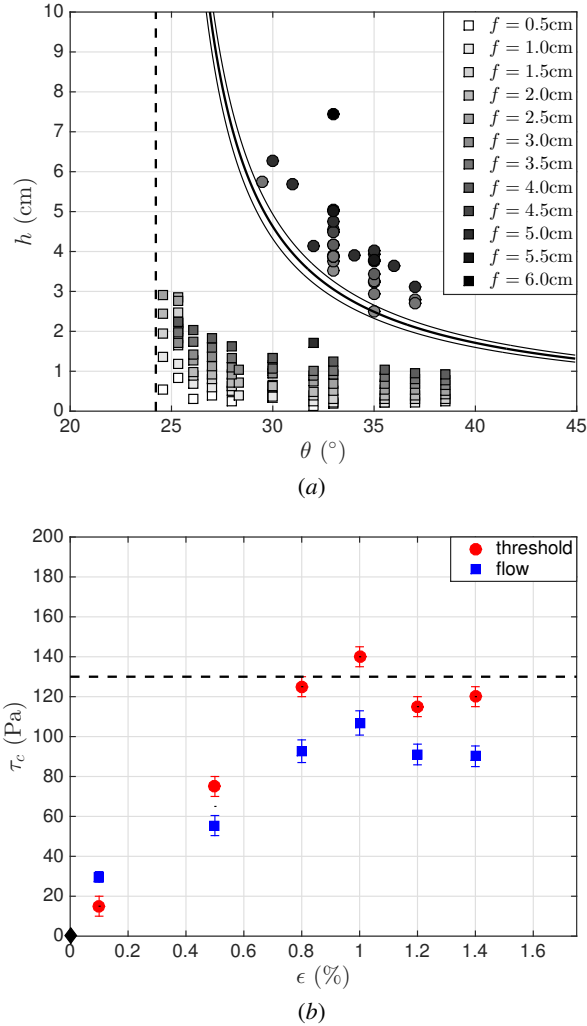 10
9
8
7
6
5
4
3
2
1
0
h (cm)
20
25
30
35
40
45
θ (°)
f = 0.5cm
f = 1.0cm
f = 1.5cm
f = 2.0cm
f = 2.5cm
f = 3.0cm
f = 3.5cm
f = 4.0cm
f = 4.5cm
f = 5.0cm
f = 5.5cm
f = 6.0cm
(a)
200
180
160
140
120
100
80
60
40
20
0
τc (Pa)
0
0.2
0.4
0.6
0.8
1
1.2
1.4
1.6
ϵ (%)
threshold
flow
(b)